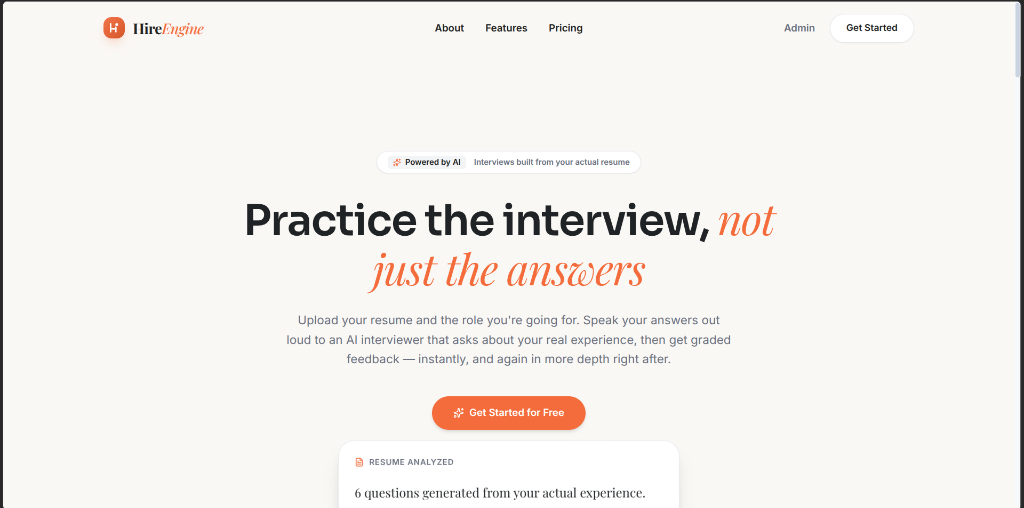 HireEngine
About Features Pricing
Admin Get Started
Powered by AI Interviews built from your actual resume
Practice the interview, not
just the answers
Upload your resume and the role you're going for. Speak your answers out
loud to an AI interviewer that asks about your real experience, then get graded
feedback — instantly, and again in more depth right after.
Get Started for Free
RESUME ANALYZED
6 questions generated from your actual experience.